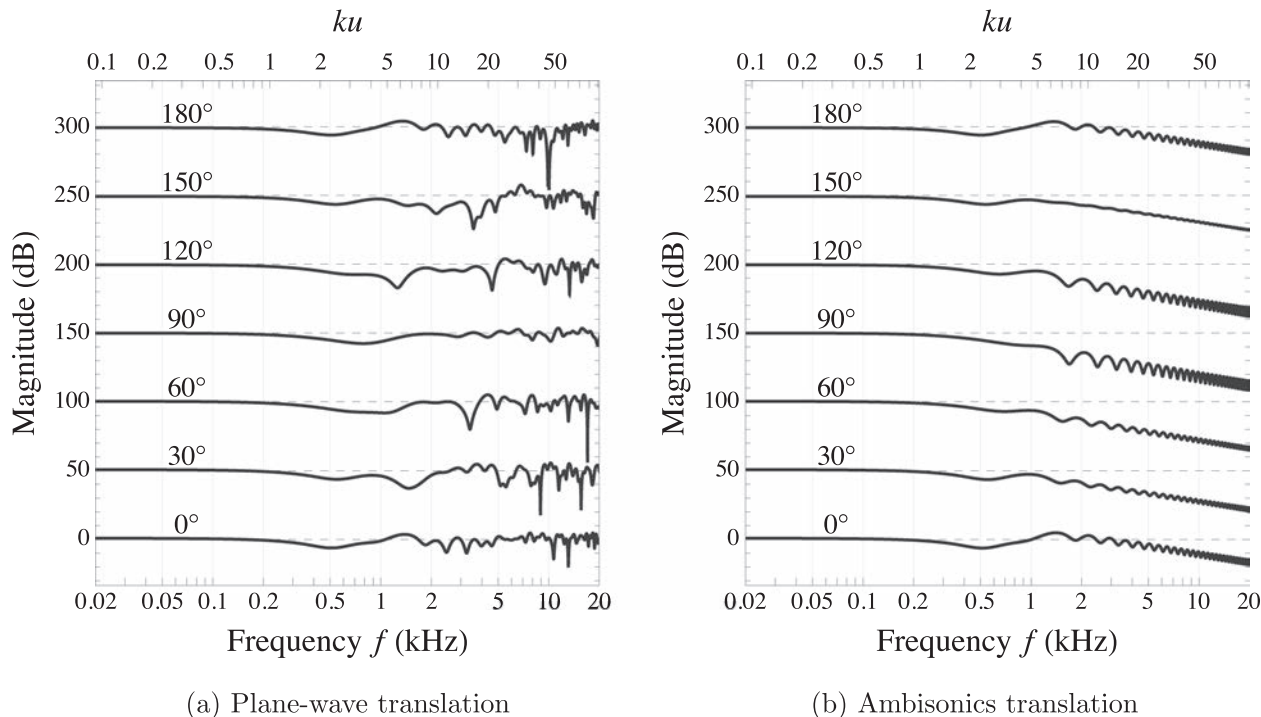 ku
0.1 0.2 0.5 1 2 5 10 20 50
300
250
200
150
100
50
0
Magnitude (dB)
180°
150°
120°
90°
60°
30°
0°
0.02 0.05 0.1 0.2 0.5 1 2 5 10 20
Frequency f (kHz)
(a) Plane-wave translation
ku
0.1 0.2 0.5 1 2 5 10 20 50
300
250
200
150
100
50
0
Magnitude (dB)
180°
150°
120°
90°
60°
30°
0°
0.02 0.05 0.1 0.2 0.5 1 2 5 10 20
Frequency f (kHz)
(b) Ambisonics translation